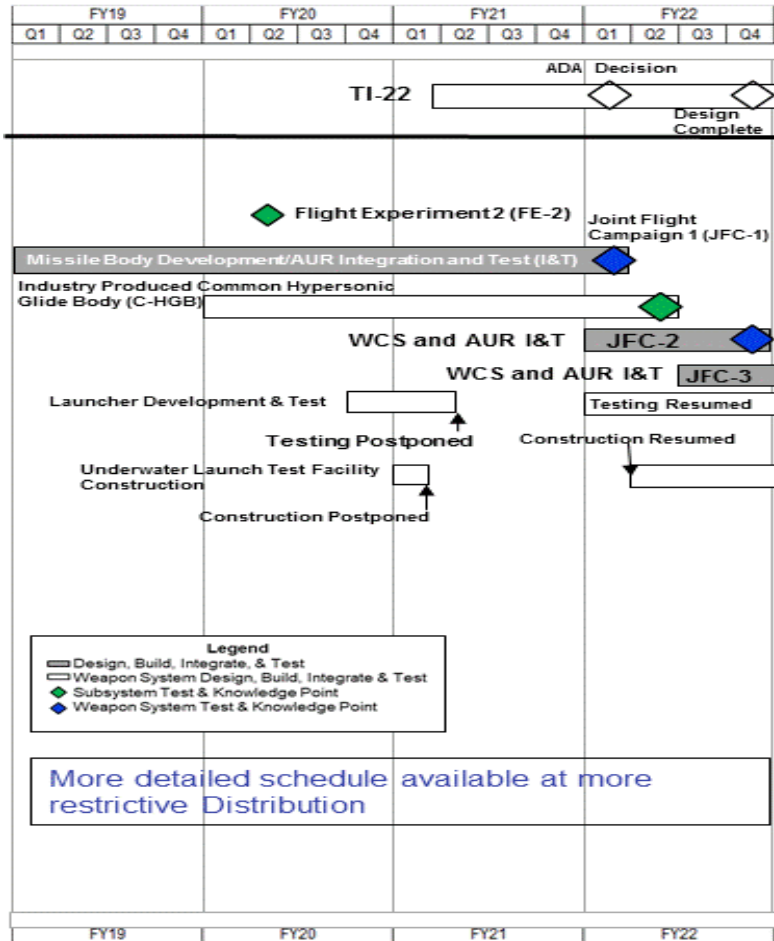 FY19 FY20 FY21 FY22
Q1 Q2 Q3 Q4 Q1 Q2 Q3 Q4 Q1 Q2 Q3 Q4 Q1 Q2 Q3 Q4
ADA Decision
TI-22
Design
Complete
Flight Experiment 2 (FE-2)
Joint Flight
Campaign 1 (JFC-1)
Missile Body Development/AUR Integration and Test (I&T)
Industry Produced Common Hypersonic
Glide Body (C-HGB)
WCS and AUR I&T JFC-2
WCS and AUR I&T JFC-3
Launcher Development & Test
Testing Resumed
Testing Postponed
Construction Resumed
Underwater Launch Test Facility
Construction
Construction Postponed
Legend
Design, Build, Integrate, & Test
Weapon System Design, Build, Integrate & Test
Subsystem Test & Knowledge Point
Weapon System Test & Knowledge Point
More detailed schedule available at more
restrictive Distribution
FY19 FY20 FY21 FY22